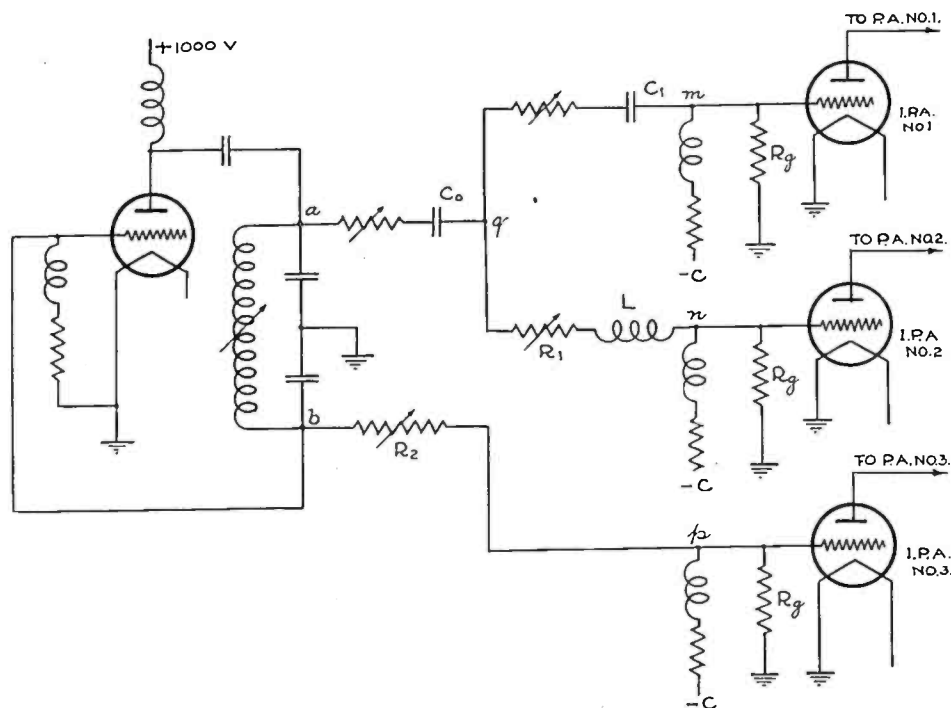 TO P.A. NO.1.
+1000 V
C₁
m
I.P.A.
NO.1
Rg
C₀
a
q
-C
TO P.A. NO.2.
L
n
R₁
I.P.A
NO.2
Rg
b
R₂
-C
TO P.A. NO.3.
p
I.P.A.
NO.3.
Rg
-C